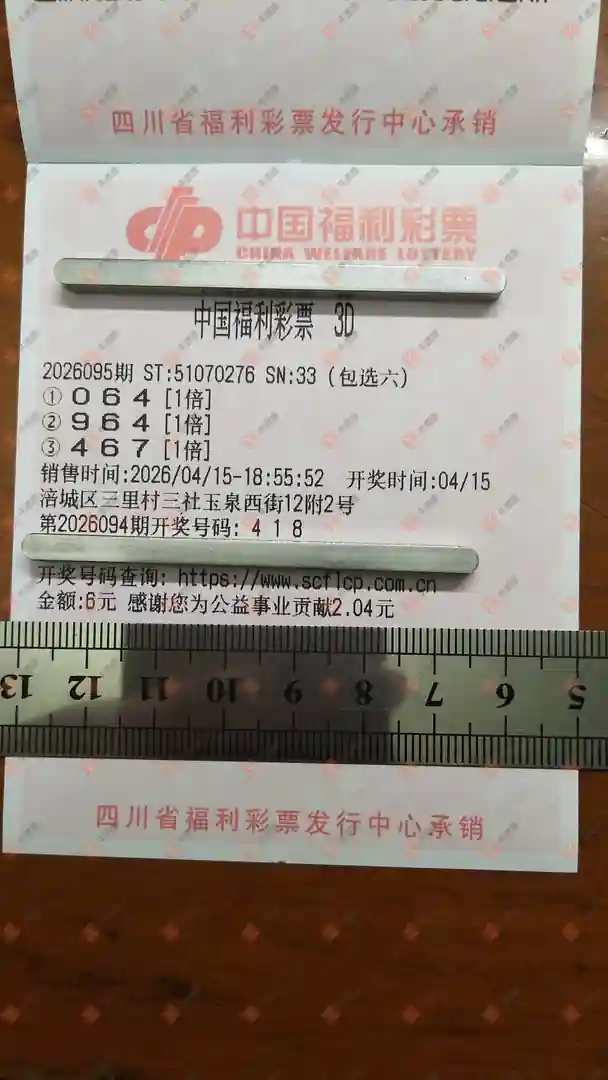 四川省福利彩票发行中心承销
中国福利彩票
CHINA WELFARE LOTTERY
中国福利彩票 3D
2026095期 ST:51070276 SN:33 (包选六)
① 0 6 4 [1倍]
② 9 6 4 [1倍]
③ 4 6 7 [1倍]
销售时间:2026/04/15-18:55:52 开奖时间:04/15
涪城区三里村三社玉泉西街12附2号
第2026094期开奖号码: 4 1 8
开奖号码查询: https://www.scflcp.com.cn
金额:6元 感谢您为公益事业贡献2.04元
13 12 11 10 9 8 7 6 5
四川省福利彩票发行中心承销